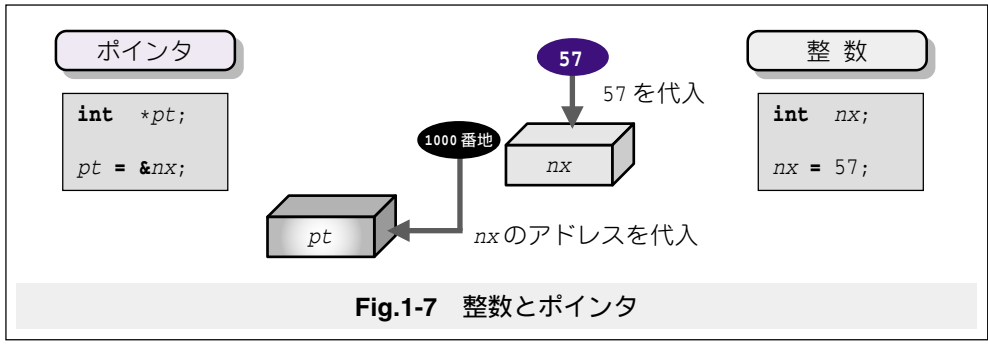 ポインタ
int *pt;
pt = &nx;
57
57 を代入
1000 番地
nx
pt
nxのアドレスを代入
整 数
int nx;
nx = 57;
Fig.1-7 整数とポインタ